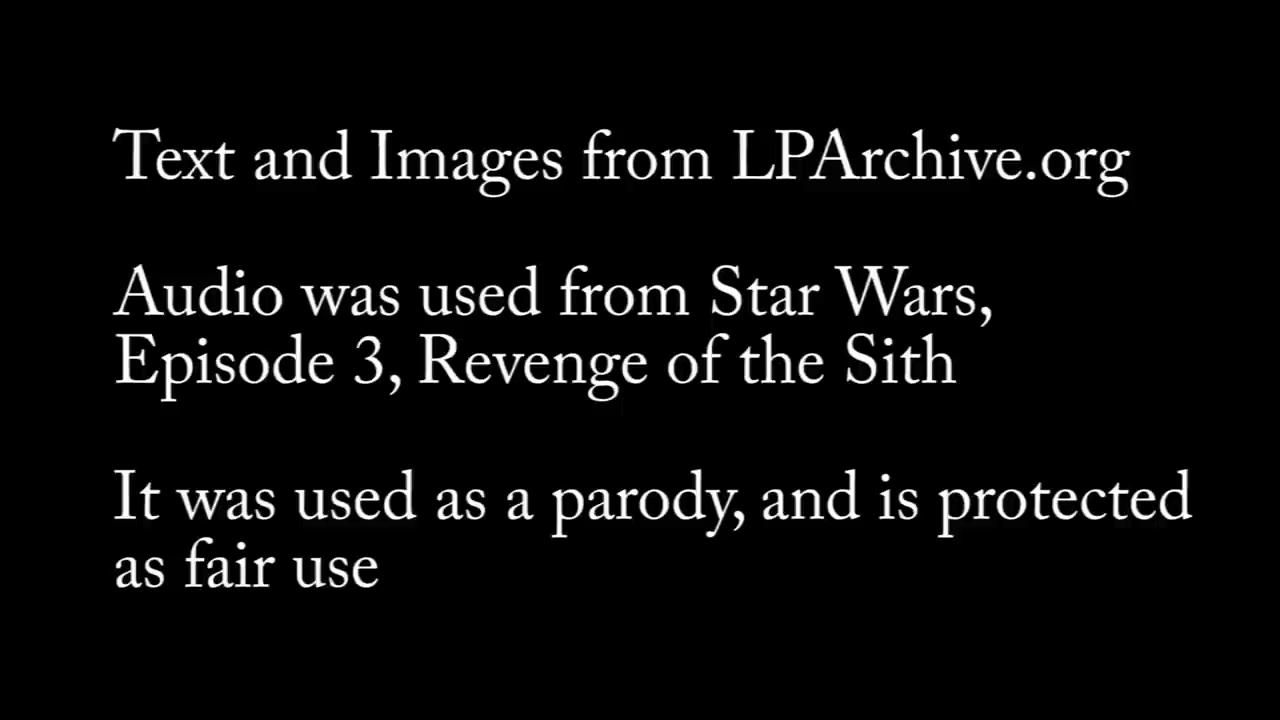 Text and Images from LPArchive.org
Audio was used from Star Wars,
Episode 3, Revenge of the Sith
It was used as a parody, and is protected
as fair use